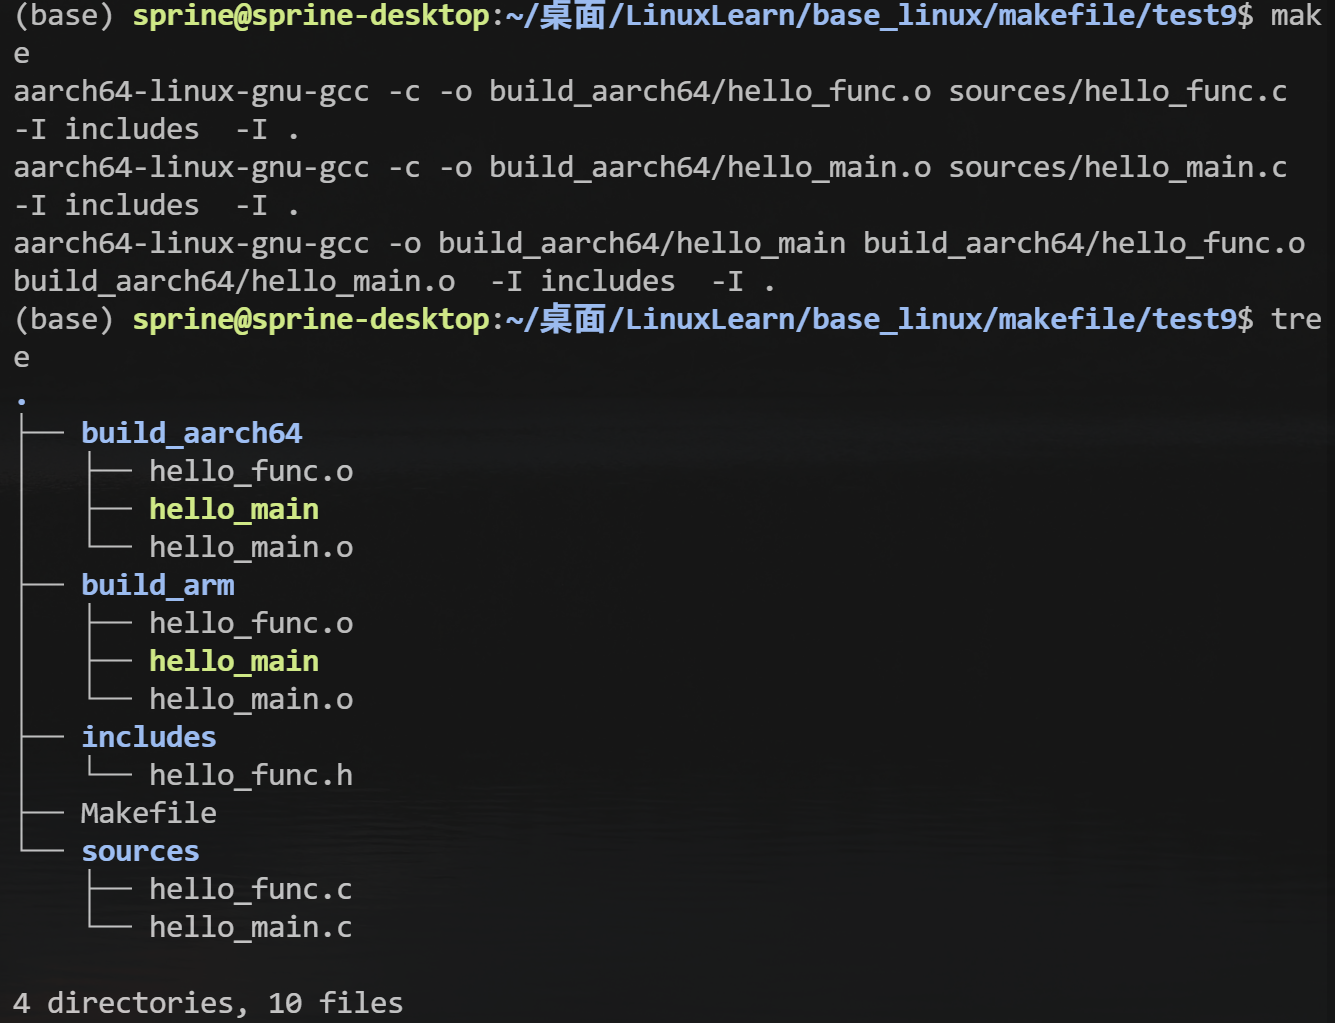 (base) sprine@sprine-desktop:~/桌面/LinuxLearn/base_linux/makefile/test9$ mak
e
aarch64-linux-gnu-gcc -c -o build_aarch64/hello_func.o sources/hello_func.c
-I includes  -I .
aarch64-linux-gnu-gcc -c -o build_aarch64/hello_main.o sources/hello_main.c
-I includes  -I .
aarch64-linux-gnu-gcc -o build_aarch64/hello_main build_aarch64/hello_func.o
build_aarch64/hello_main.o  -I includes  -I .
(base) sprine@sprine-desktop:~/桌面/LinuxLearn/base_linux/makefile/test9$ tre
e
.
├── build_aarch64
│   ├── hello_func.o
│   ├── hello_main
│   └── hello_main.o
├── build_arm
│   ├── hello_func.o
│   ├── hello_main
│   └── hello_main.o
├── includes
│   └── hello_func.h
├── Makefile
└── sources
    ├── hello_func.c
    └── hello_main.c

4 directories, 10 files